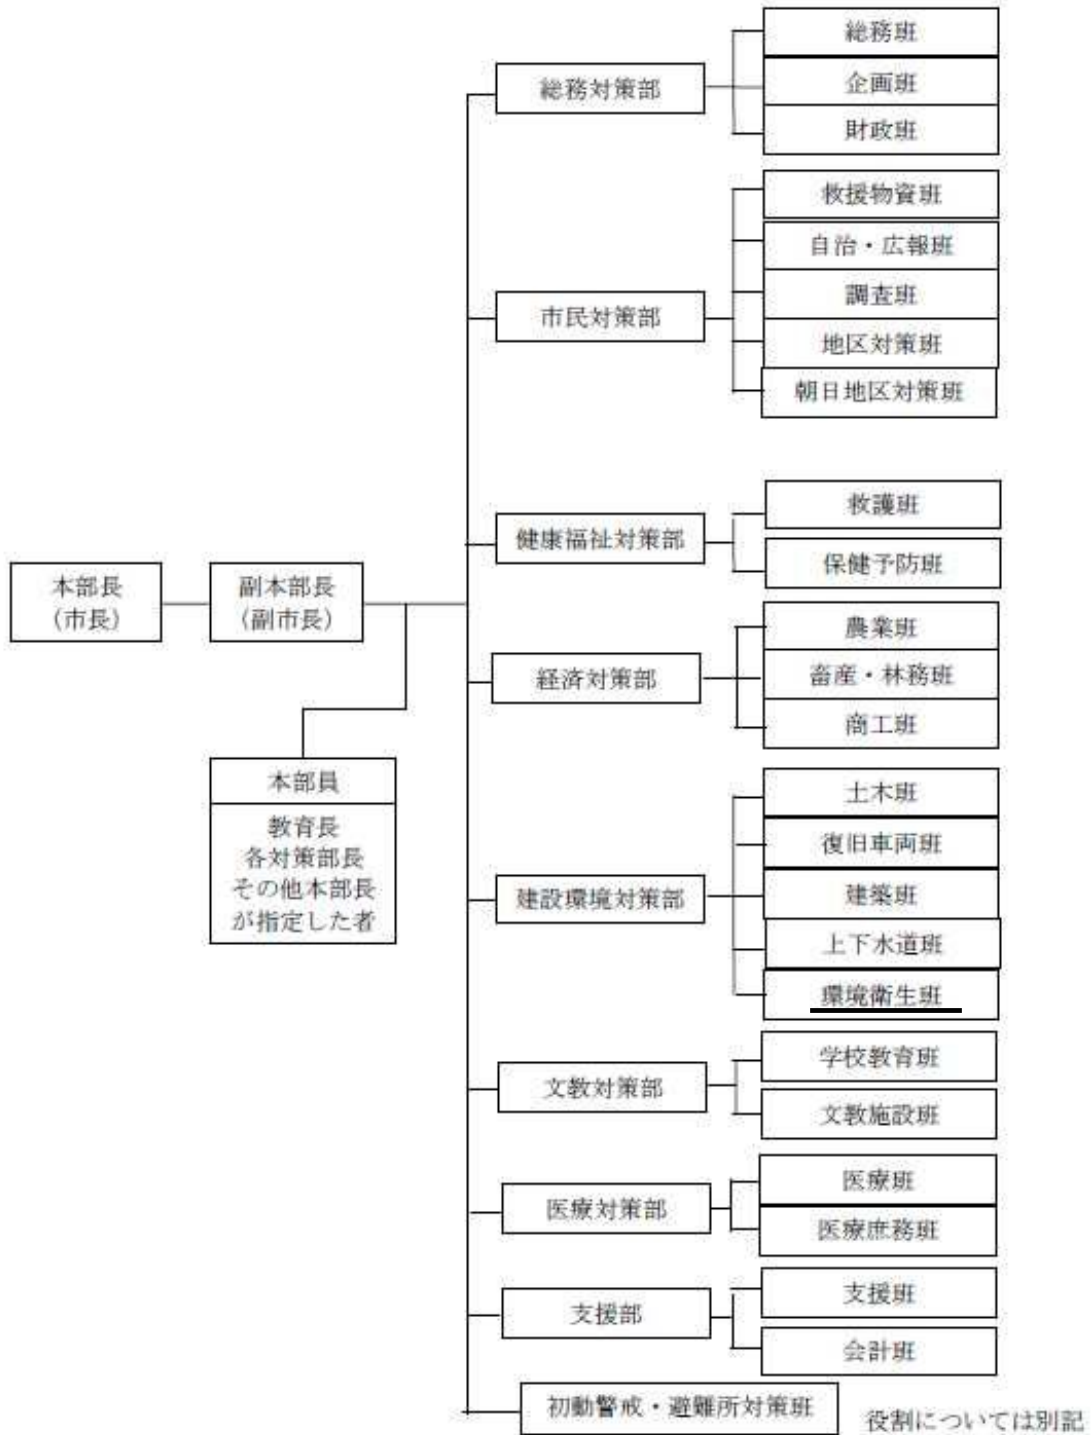 本部長
(市長)
副本部長
(副市長)
本部員
教育長
各対策部長
その他本部長
が指定した者
総務対策部
総務班
企画班
財政班
市民対策部
救援物資班
自治・広報班
調査班
地区対策班
朝日地区対策班
健康福祉対策部
救護班
保健予防班
経済対策部
農業班
畜産・林務班
商工班
建設環境対策部
土木班
復旧車両班
建築班
上下水道班
環境衛生班
文教対策部
学校教育班
文教施設班
医療対策部
医療班
医療庶務班
支援部
支援班
会計班
初動警戒・避難所対策班
役割については別記